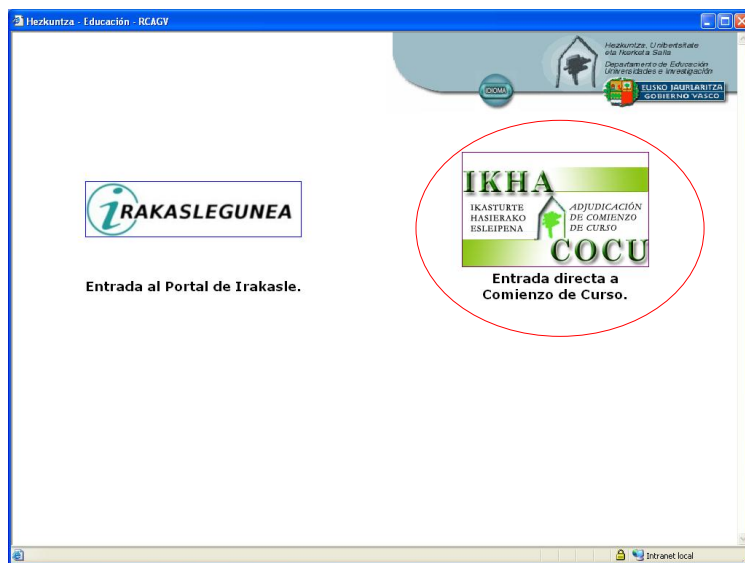 Hezkuntza - Educación - RCAGV
Hezkuntza, Unibertsitate
eta Ikerketa Saila
Departamento de Educación
Universidades e Investigación
IDIOMA
EUSKO JAURLARITZA
GOBIERNO VASCO
iRAKASLEGUNEA
Entrada al Portal de Irakasle.
IKHA
IKASTURTE
HASIERAKO
ESLEIPENA
ADJUDICACIÓN
DE COMIENZO
DE CURSO
COCU
Entrada directa a
Comienzo de Curso.
Intranet local